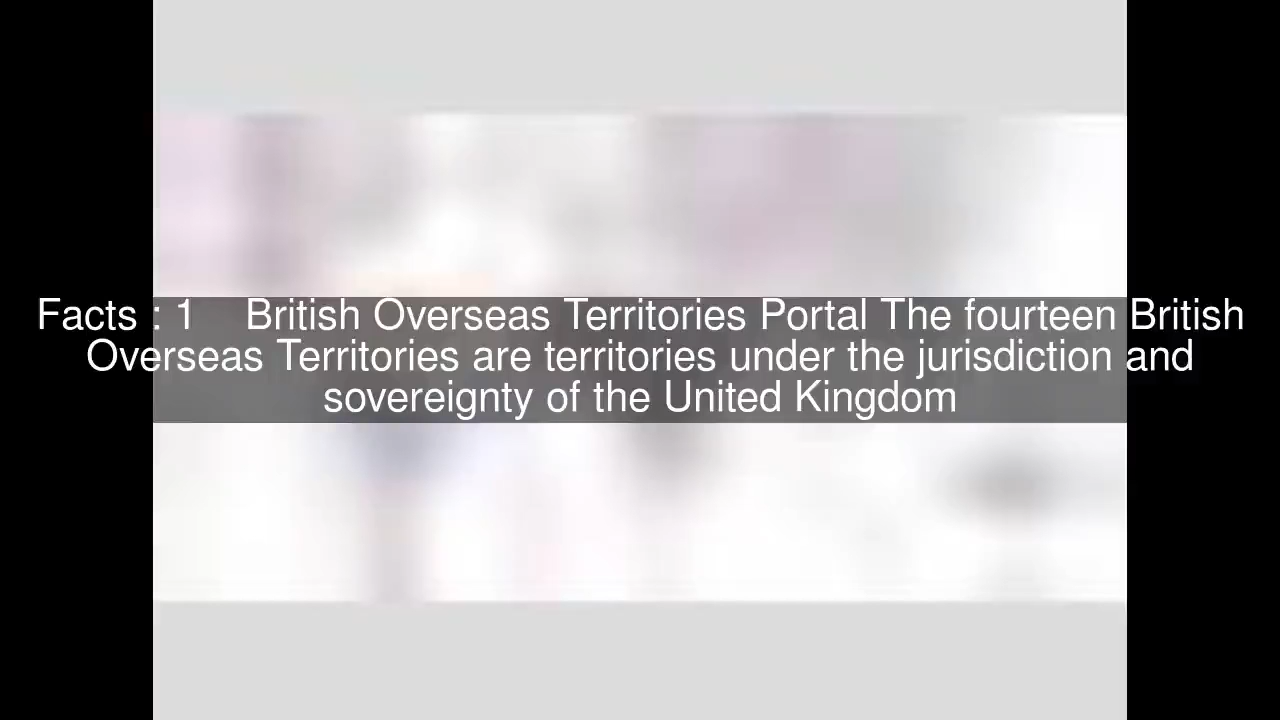 Facts : 1    British Overseas Territories Portal The fourteen British
Overseas Territories are territories under the jurisdiction and
sovereignty of the United Kingdom